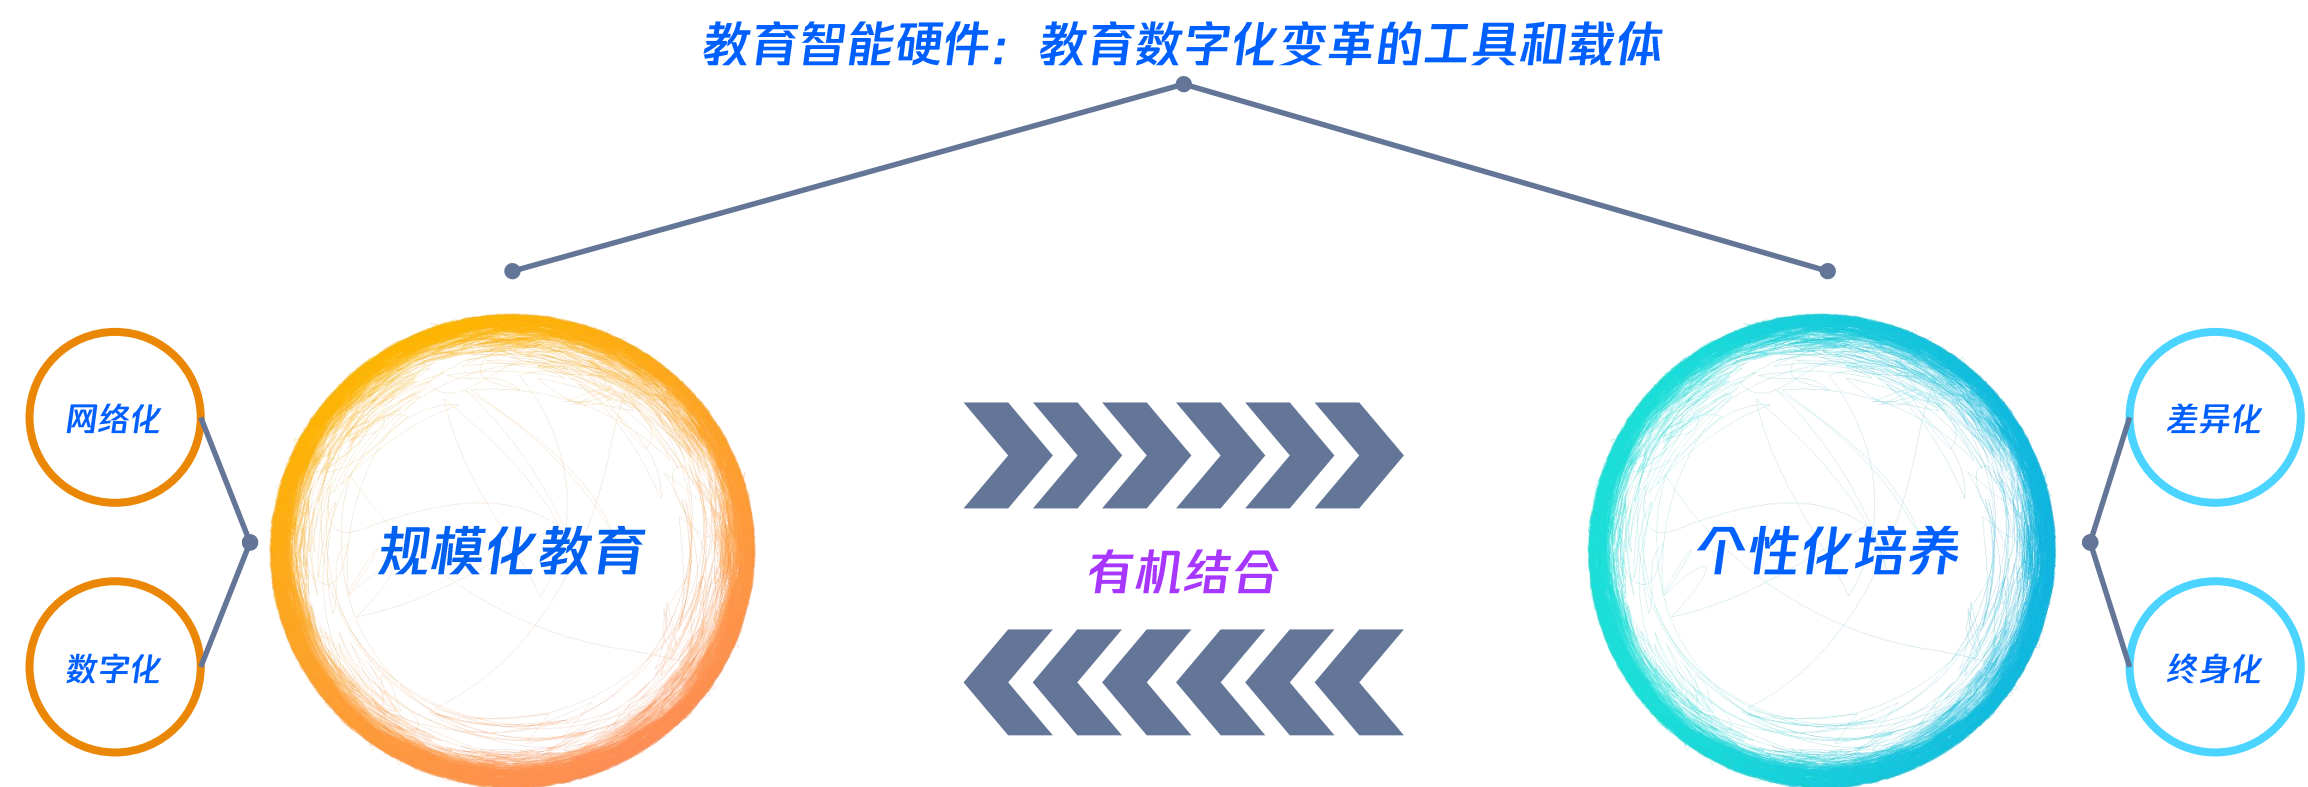 教育智能硬件：教育数字化变革的工具和载体
网络化
数字化
规模化教育
有机结合
个性化培养
差异化
终身化